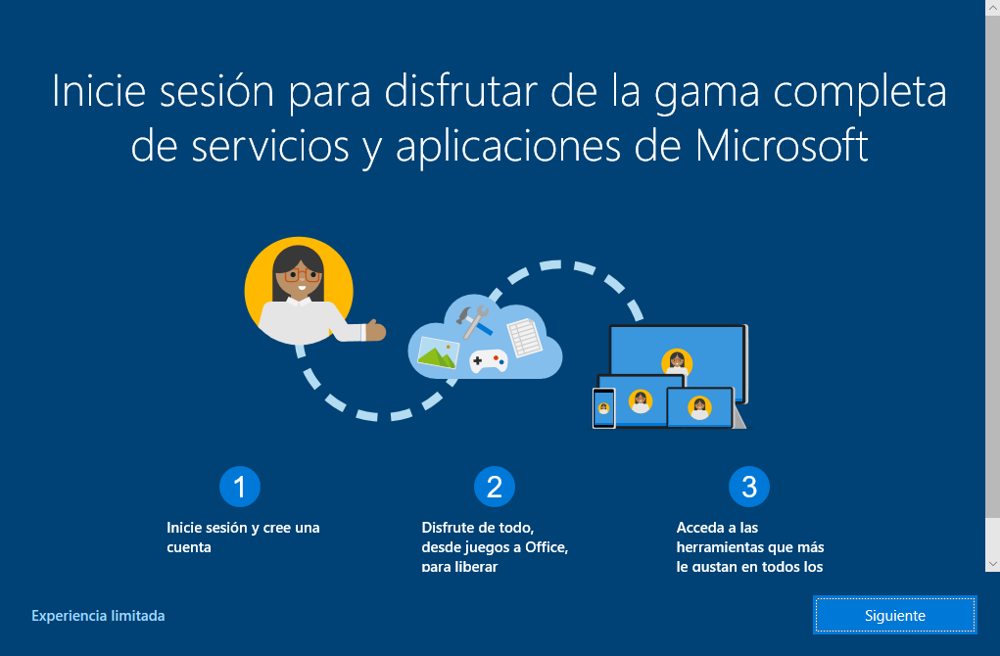 Inicie sesión para disfrutar de la gama completa
de servicios y aplicaciones de Microsoft
1
Inicie sesión y cree una
cuenta
2
Disfrute de todo,
desde juegos a Office,
para liberar
3
Acceda a las
herramientas que más
le gustan en todos los
Experiencia limitada
Siguiente